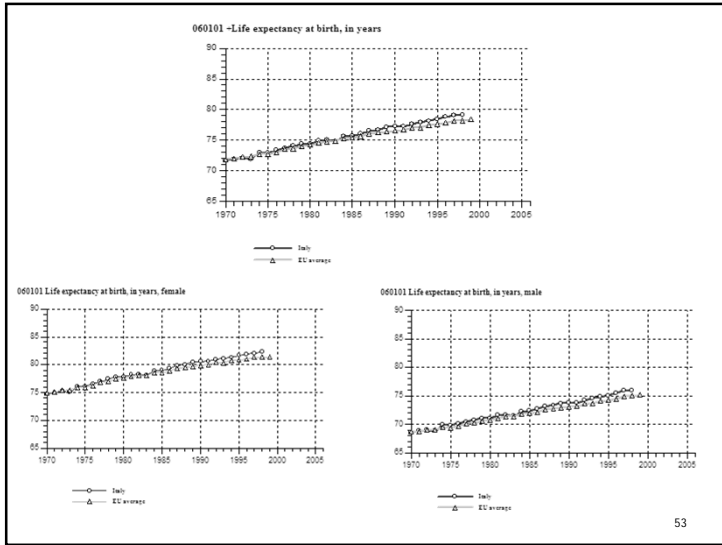 060101 +Life expectancy at birth, in years
90
85
80
75
70
65
1970 1975 1980 1985 1990 1995 2000 2005
Italy
EU average
060101 Life expectancy at birth, in years, female
90
85
80
75
70
65
1970 1975 1980 1985 1990 1995 2000 2005
Italy
EU average
060101 Life expectancy at birth, in years, male
90
85
80
75
70
65
1970 1975 1980 1985 1990 1995 2000 2005
Italy
EU average
53